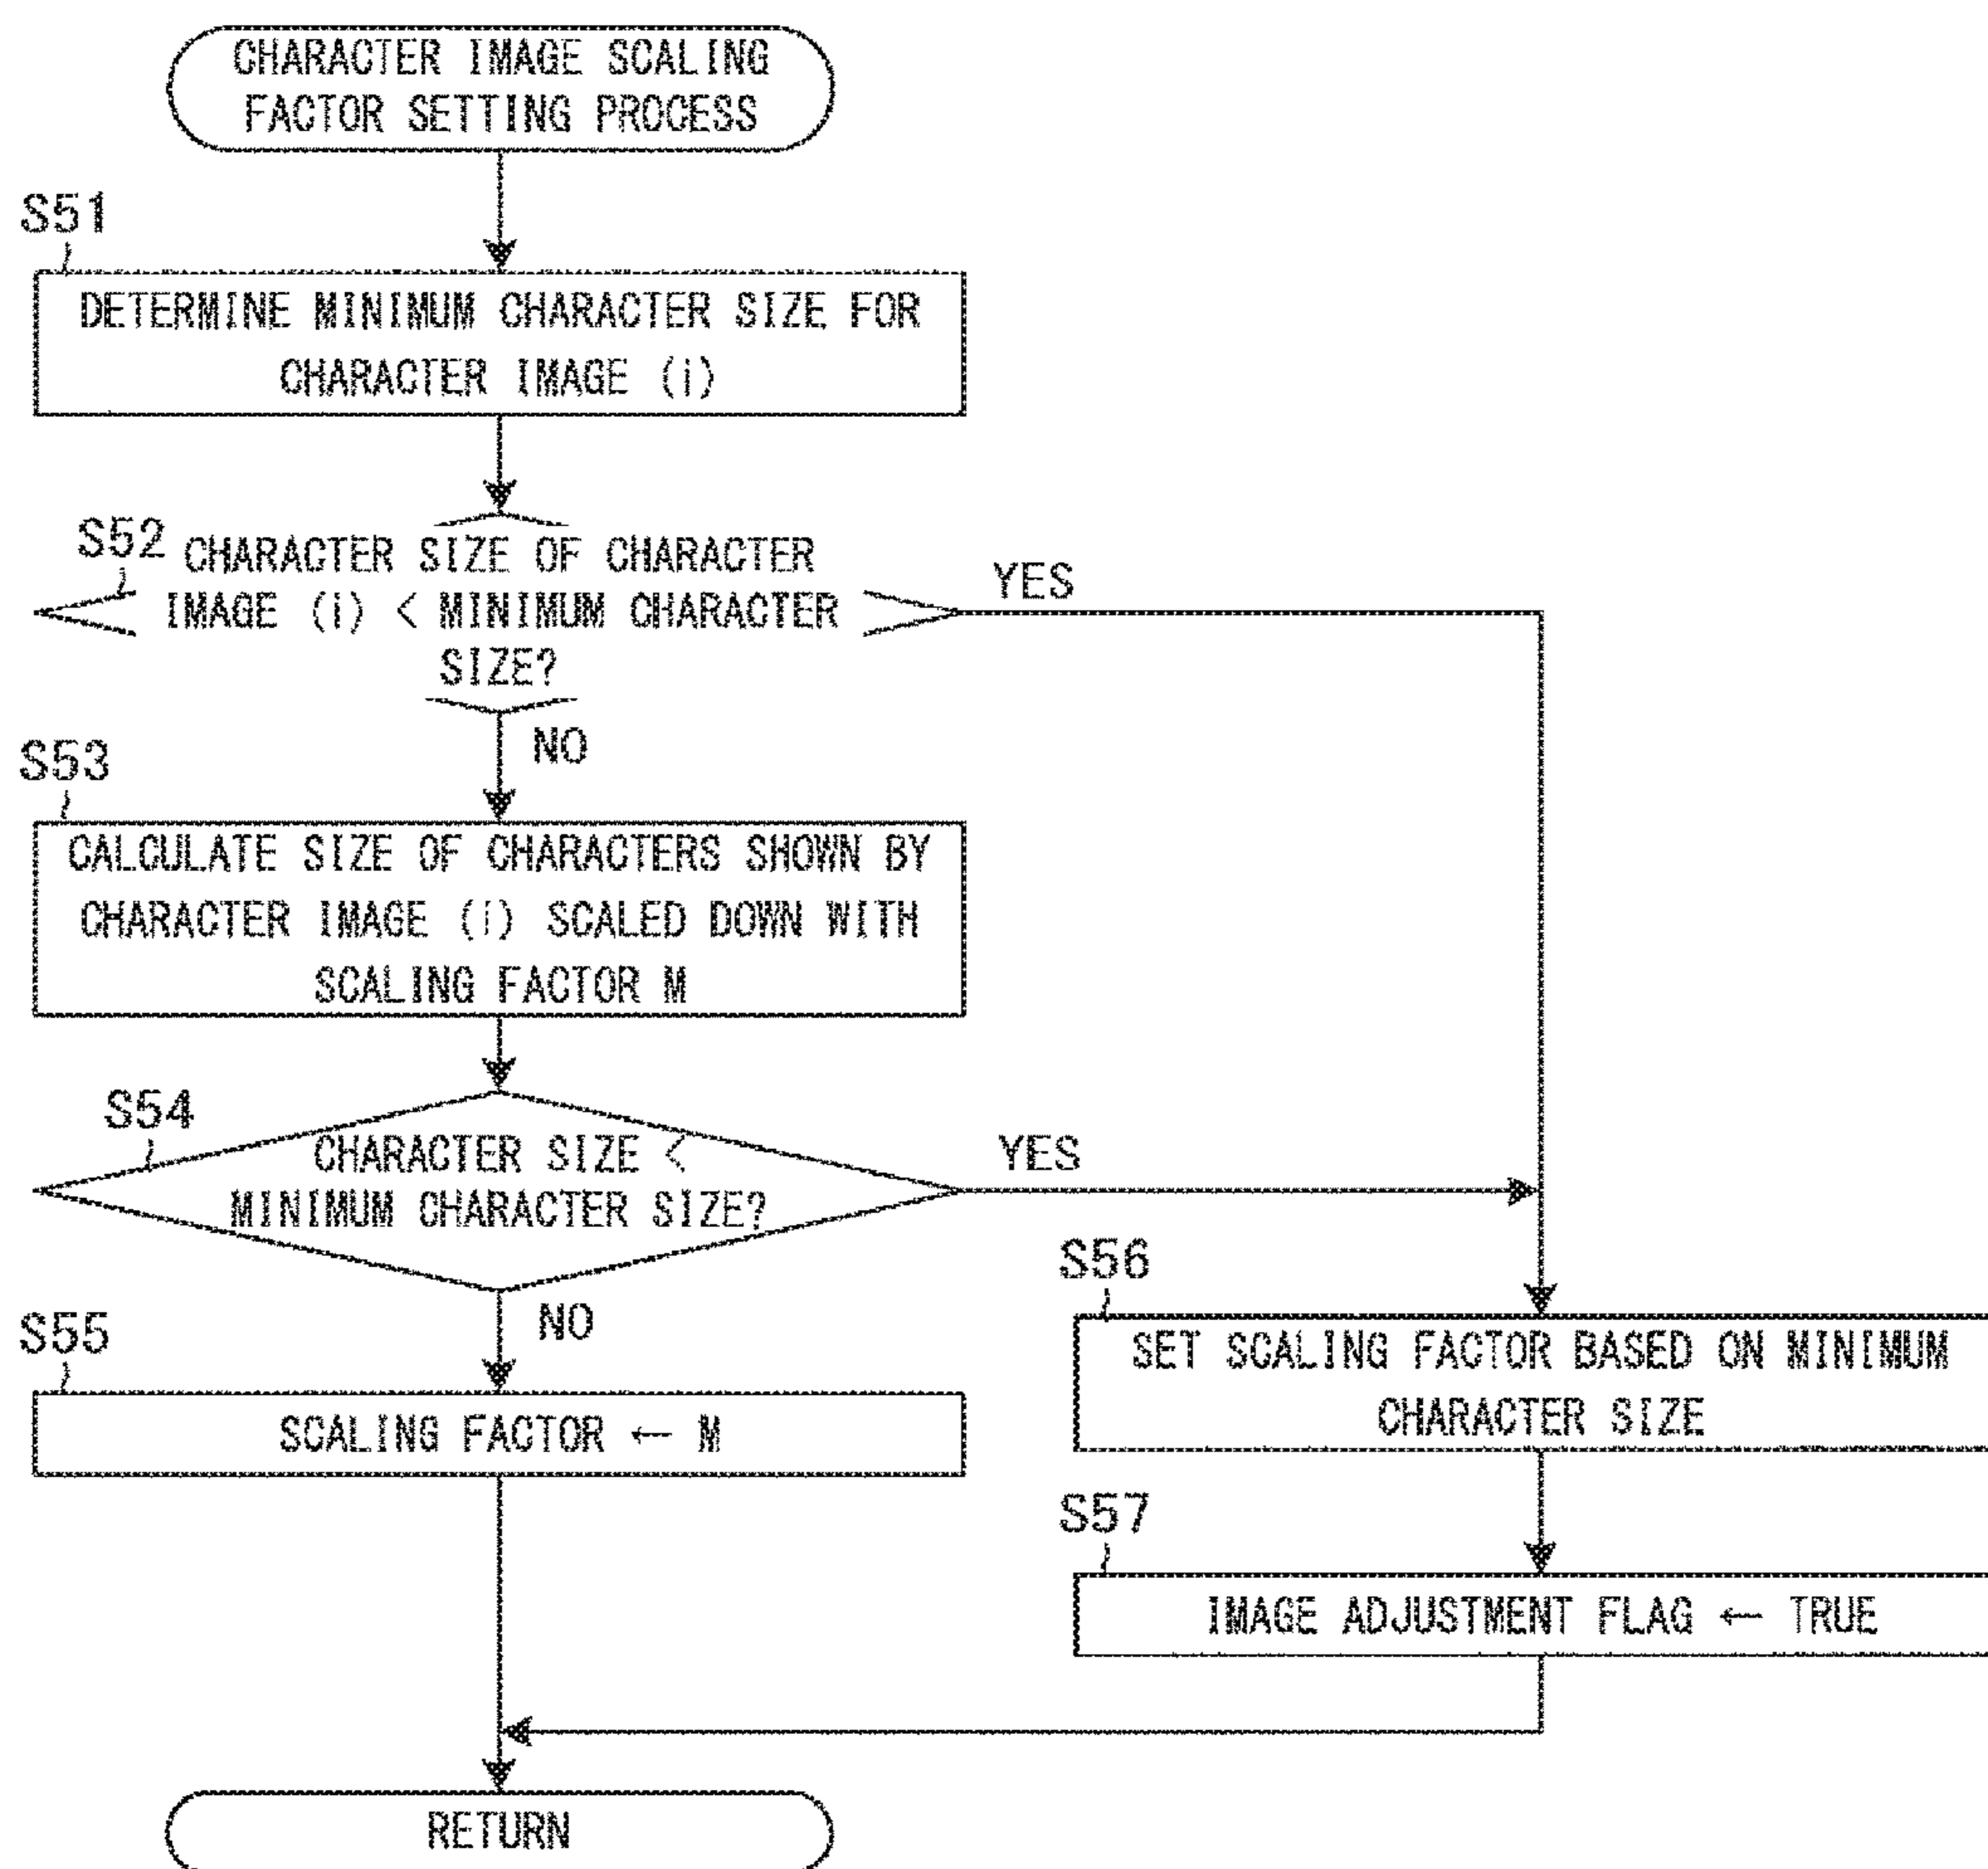 CHARACTER IMAGE SCALING
FACTOR SETTING PROCESS
S51
DETERMINE MINIMUM CHARACTER SIZE FOR
CHARACTER IMAGE (i)
S52
CHARACTER SIZE OF CHARACTER
IMAGE (i) < MINIMUM CHARACTER
SIZE?
YES
NO
S53
CALCULATE SIZE OF CHARACTERS SHOWN BY
CHARACTER IMAGE (i) SCALED DOWN WITH
SCALING FACTOR M
S54
CHARACTER SIZE <
MINIMUM CHARACTER SIZE?
YES
NO
S55
SCALING FACTOR ← M
S56
SET SCALING FACTOR BASED ON MINIMUM
CHARACTER SIZE
S57
IMAGE ADJUSTMENT FLAG ← TRUE
RETURN